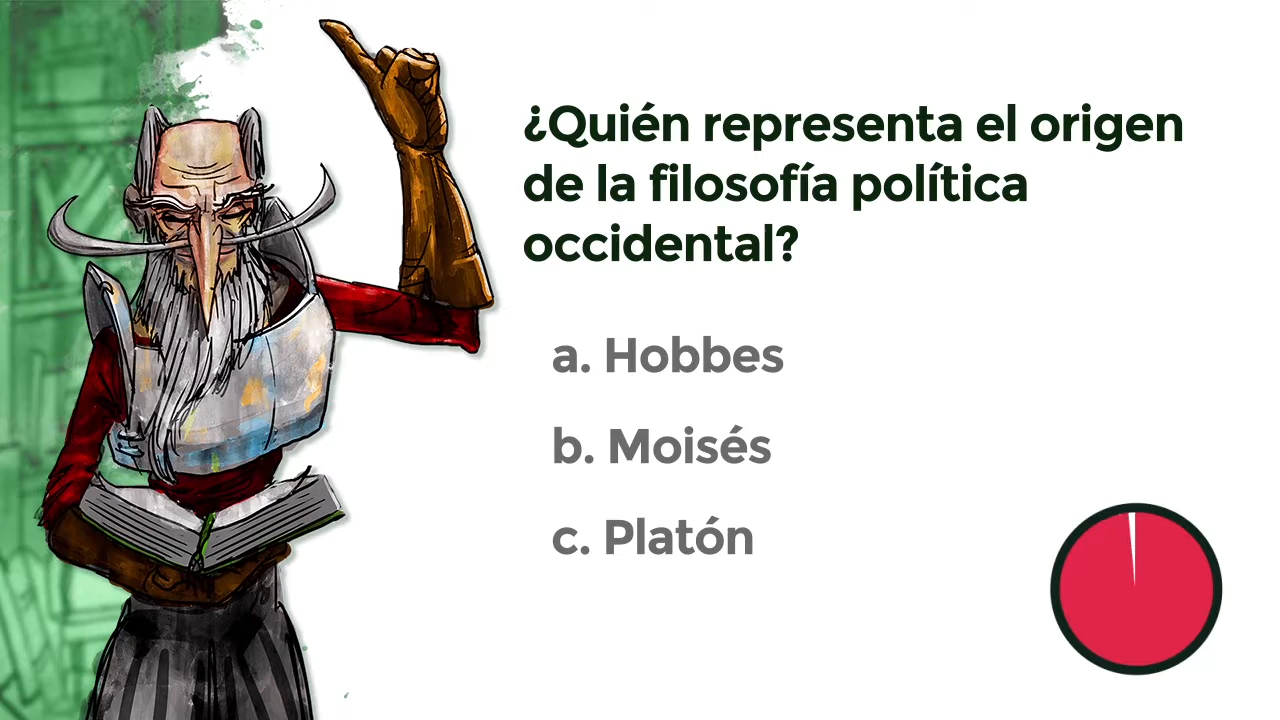 ¿Quién representa el origen
de la filosofía política
occidental?
a. Hobbes
b. Moisés
c. Platón